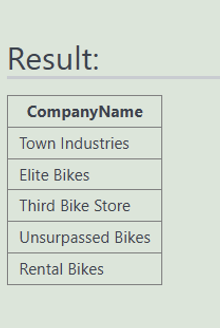 Result:
CompanyName
Town Industries
Elite Bikes
Third Bike Store
Unsurpassed Bikes
Rental Bikes